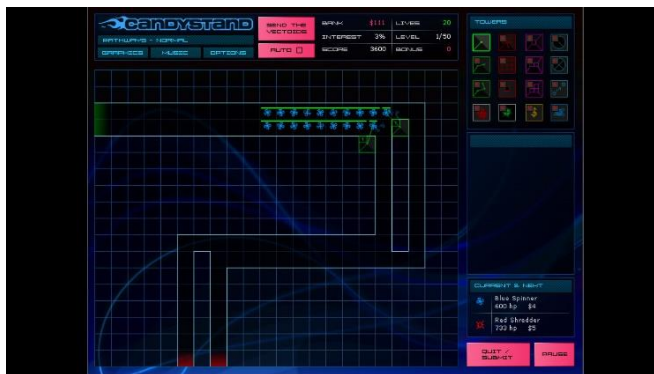 CANDYSTAND
PATHWAYS - NORMAL
GRAPHICS MUSIC OPTIONS
SEND THE
VECTOIDS
AUTO
BANK $111 LIVES 20
INTEREST 3% LEVEL 1/50
SCORE 3600 BONUS 0
TOWERS
CURRENT & NEXT
Blue Spinner
600 hp $4
Red Shredder
733 hp $5
QUIT /
SUBMIT
PAUSE